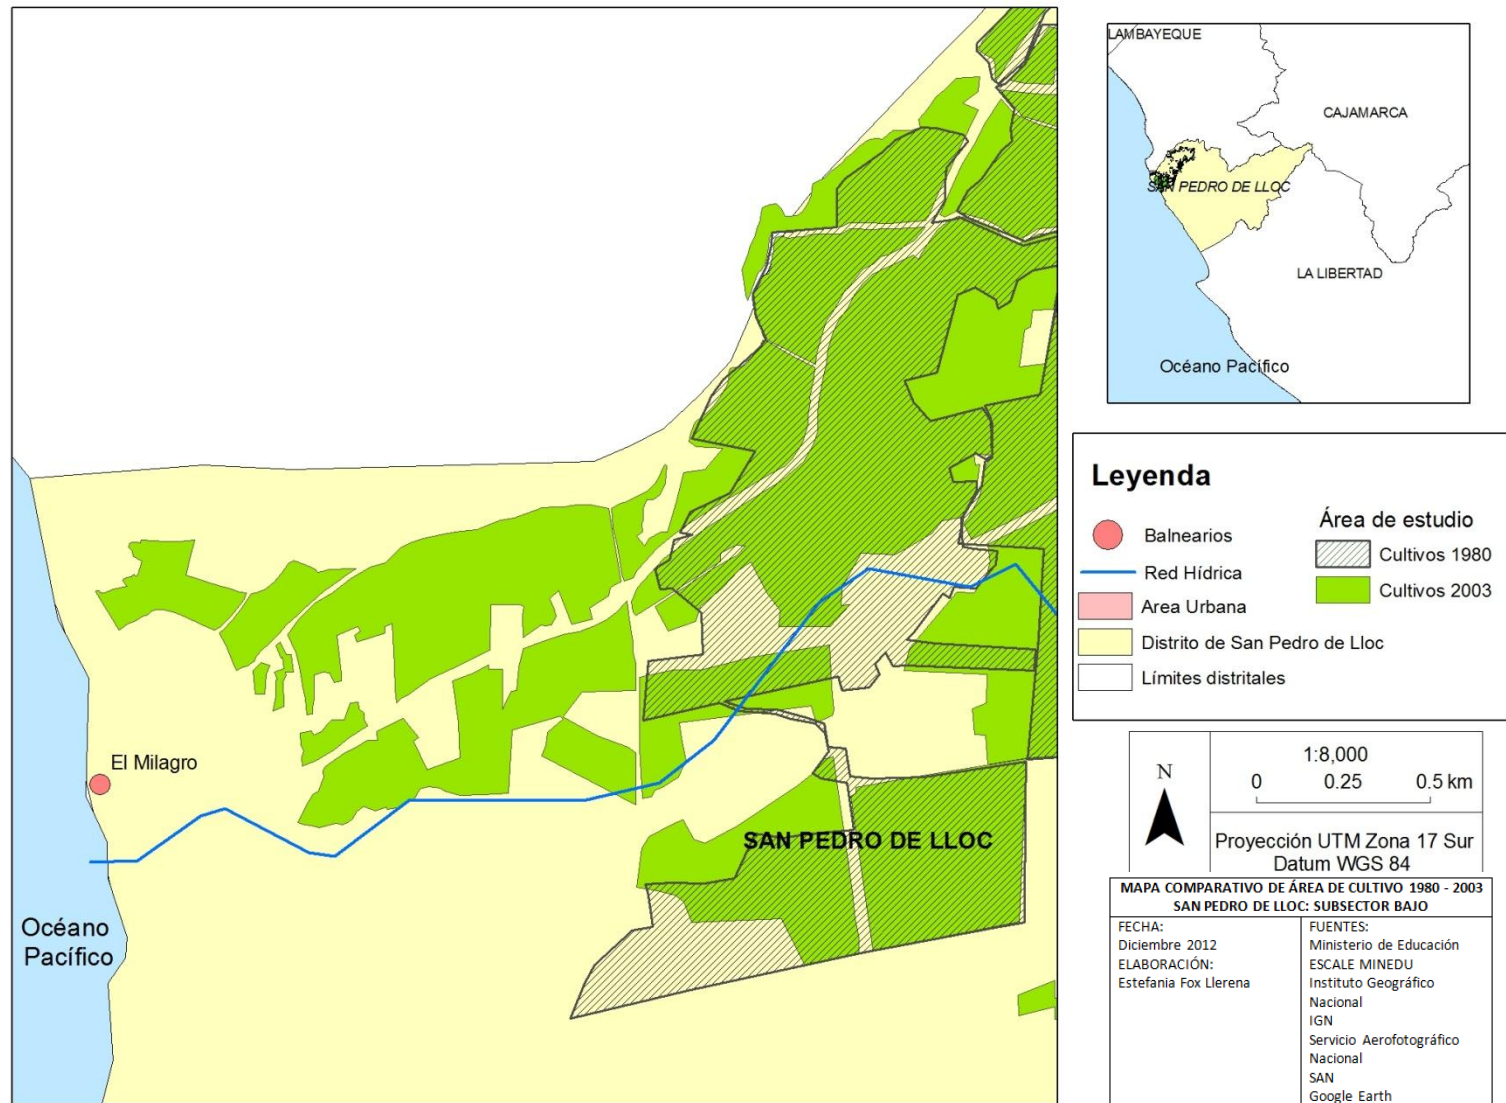 El Milagro
SAN PEDRO DE LLOC
Océano
Pacífico
LAMBAYEQUE
CAJAMARCA
SAN PEDRO DE LLOC
LA LIBERTAD
Océano Pacífico
Leyenda
Balnearios
Red Hídrica
Area Urbana
Distrito de San Pedro de Lloc
Límites distritales
Área de estudio
Cultivos 1980
Cultivos 2003
N
1:8,000
0 0.25 0.5 km
Proyección UTM Zona 17 Sur
Datum WGS 84
MAPA COMPARATIVO DE ÁREA DE CULTIVO 1980 - 2003
SAN PEDRO DE LLOC: SUBSECTOR BAJO
FECHA:
Diciembre 2012
ELABORACIÓN:
Estefania Fox Llerena
FUENTES:
Ministerio de Educación
ESCALE MINEDU
Instituto Geográfico
Nacional
IGN
Servicio Aerofotográfico
Nacional
SAN
Google Earth